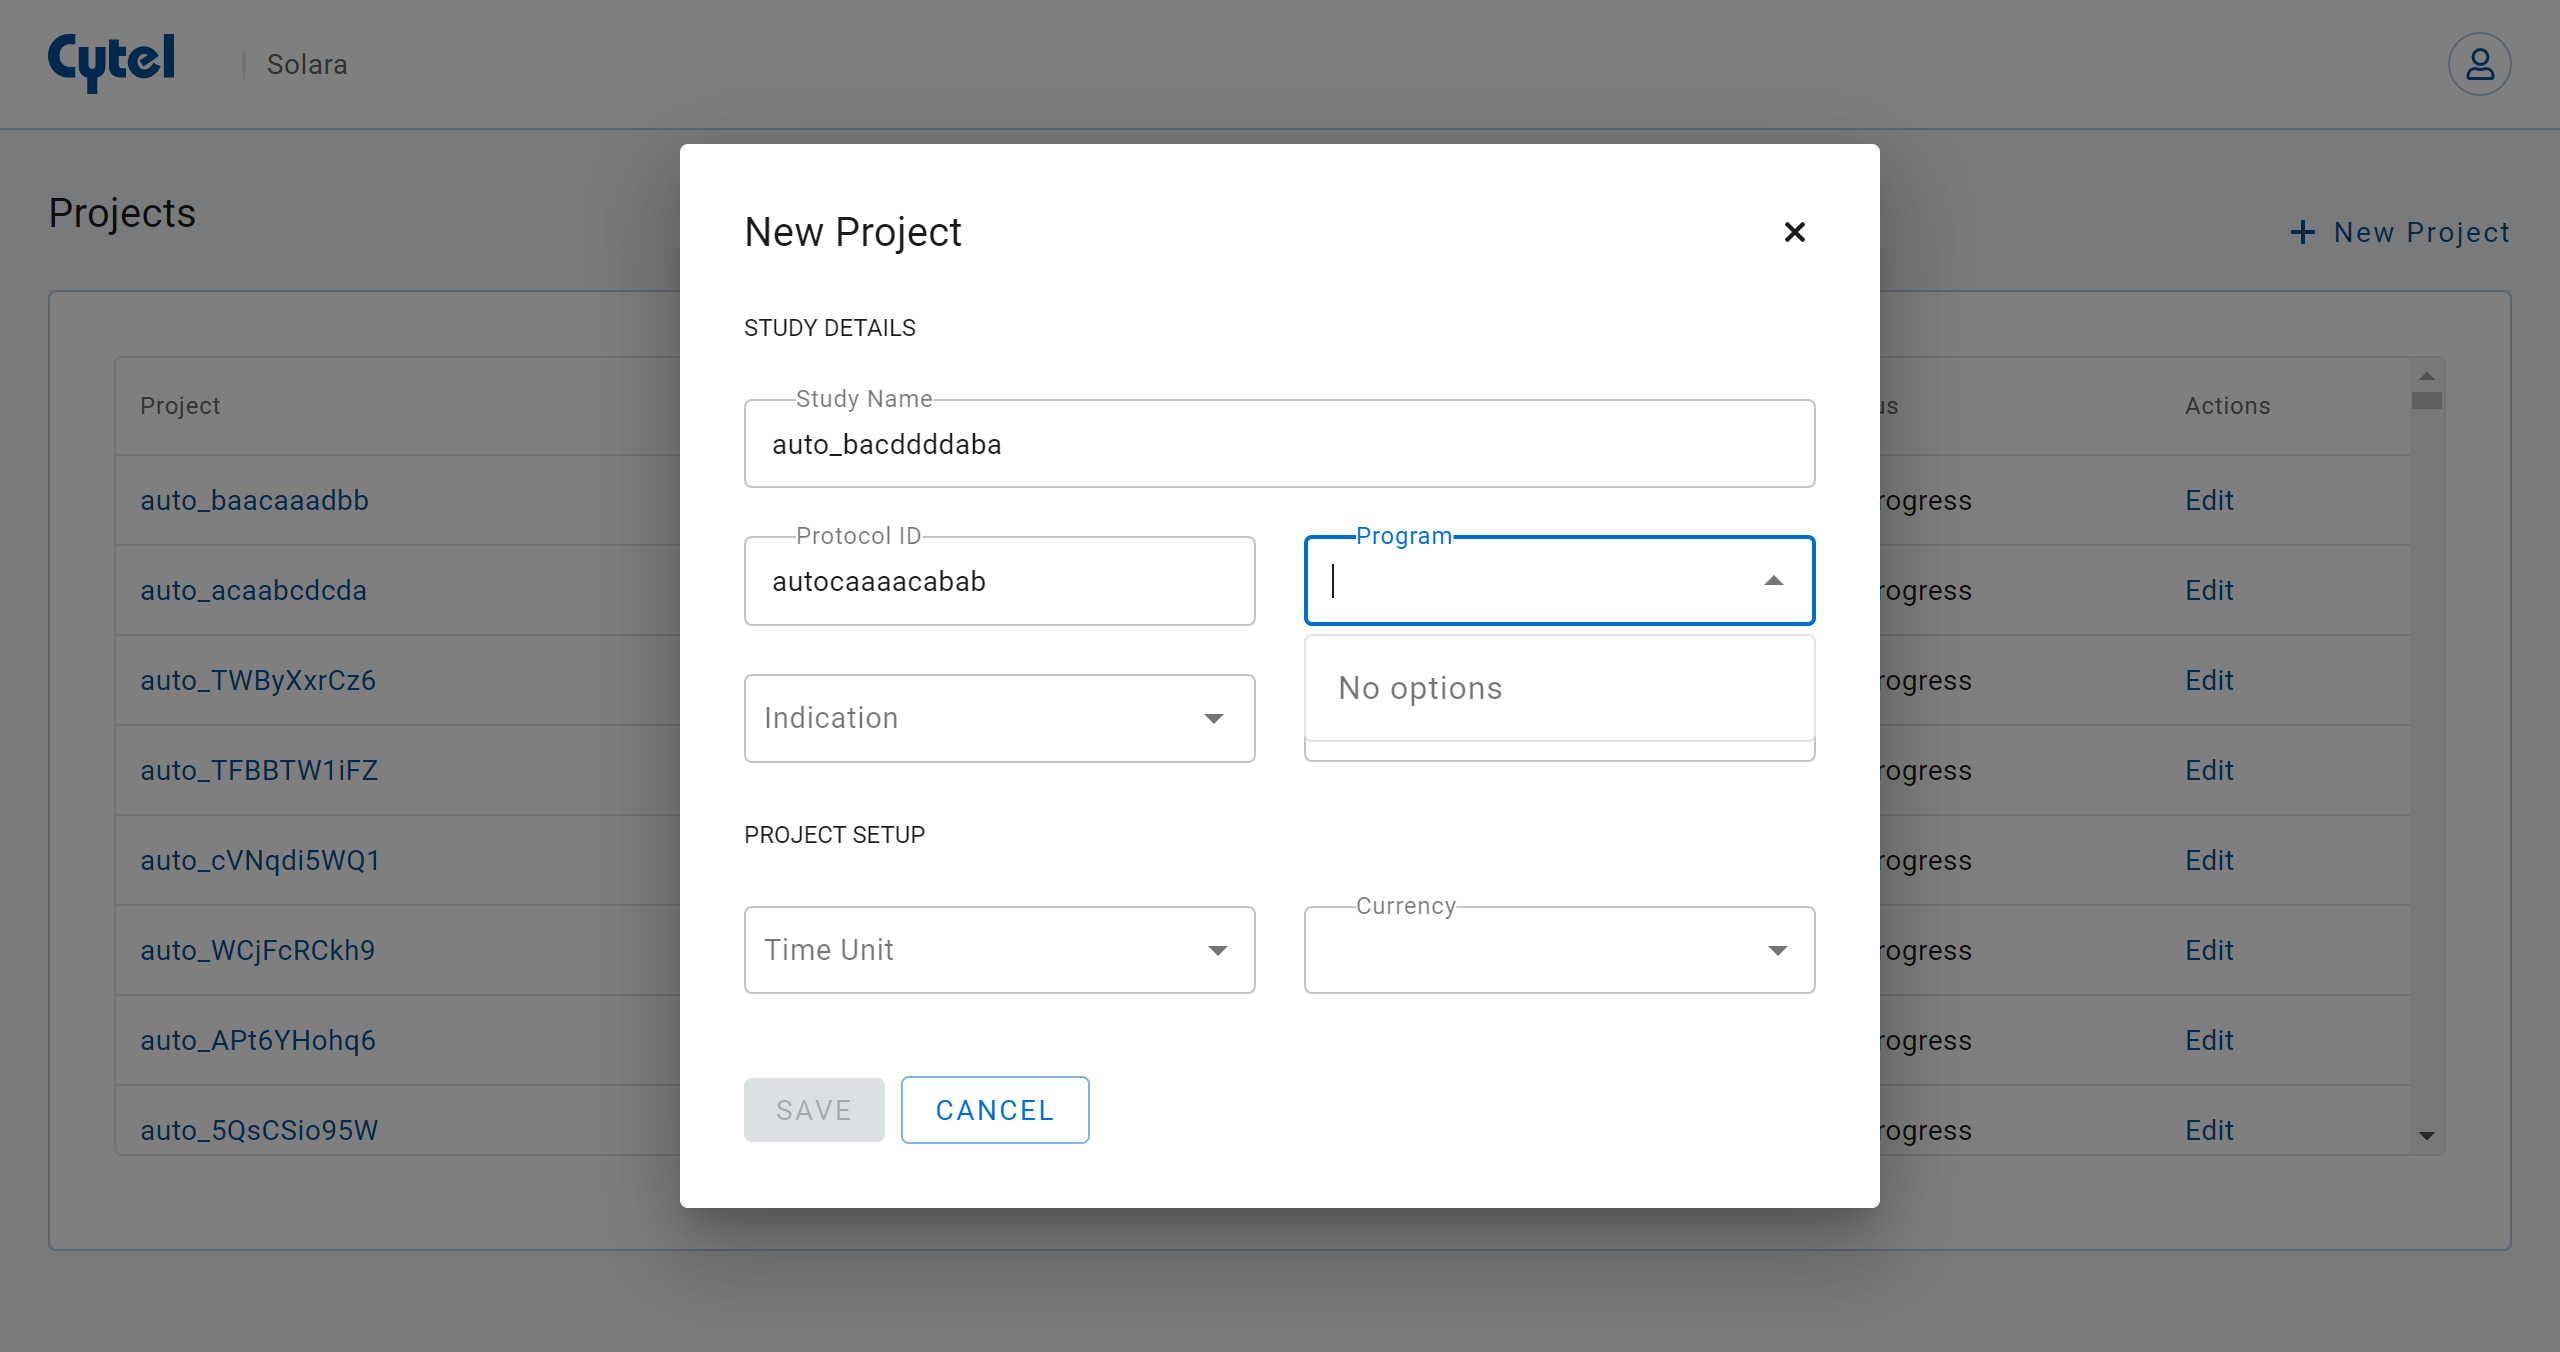 Cytel | Solara
Projects
+ New Project
Project
Actions
auto_baacaaadbb
rogress
Edit
auto_acaabcdcda
rogress
Edit
auto_TWByXxrCz6
rogress
Edit
auto_TFBBTW1iFZ
rogress
Edit
auto_cVNqdi5WQ1
rogress
Edit
auto_WCjFcRCkh9
rogress
Edit
auto_APt6YHohq6
rogress
Edit
auto_5QsCSio95W
rogress
Edit
New Project
STUDY DETAILS
Study Name
auto_bacddddaba
Protocol ID
autocaaaacabab
Program
No options
Indication
PROJECT SETUP
Time Unit
Currency
SAVE
CANCEL